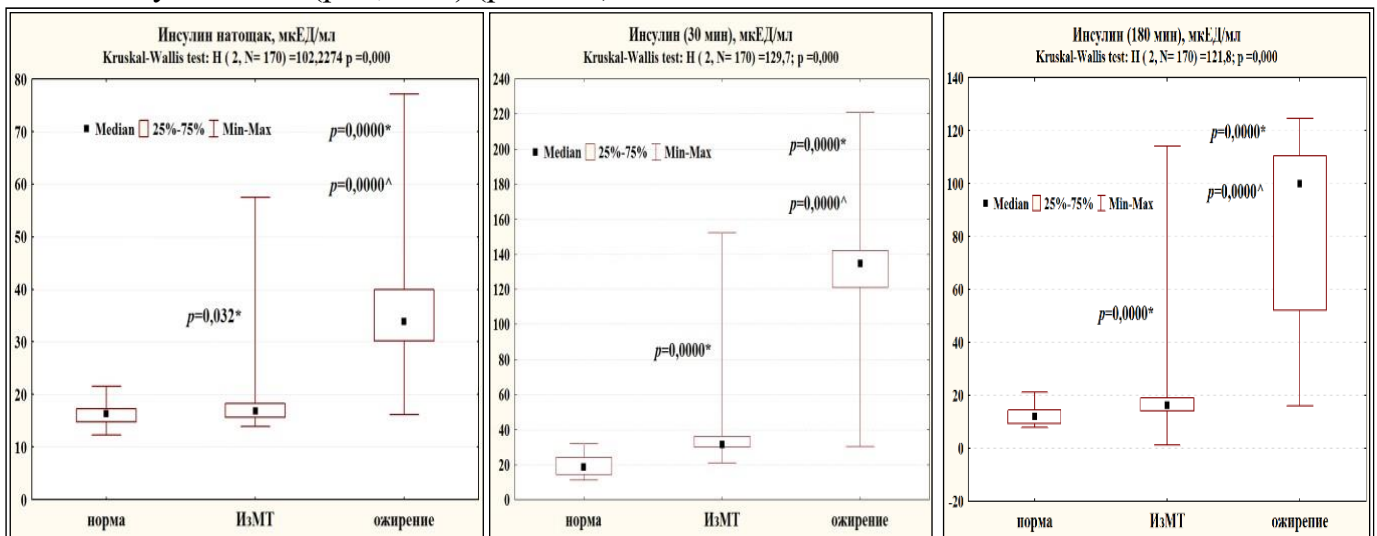 Инсулин натощак, мкЕД/мл
Kruskal-Wallis test: H ( 2, N= 170) =102,2274 p =0,000
80
70
60
50
40
30
20
10
0
Median 25%-75% Min-Max
p=0,0000*
p=0,0000^
p=0,032*
норма ИзМТ ожирение
Инсулин (30 мин), мкЕД/мл
Kruskal-Wallis test: H ( 2, N= 170) =129,7; p =0,000
240
220
200
180
160
140
120
100
80
60
40
20
0
Median 25%-75% Min-Max
p=0,0000*
p=0,0000^
p=0,0000*
норма ИзМТ ожирение
Инсулин (180 мин), мкЕД/мл
Kruskal-Wallis test: H ( 2, N= 170) =121,8; p =0,000
140
120
100
80
60
40
20
0
-20
Median 25%-75% Min-Max
p=0,0000*
p=0,0000^
p=0,0000*
норма ИзМТ ожирение